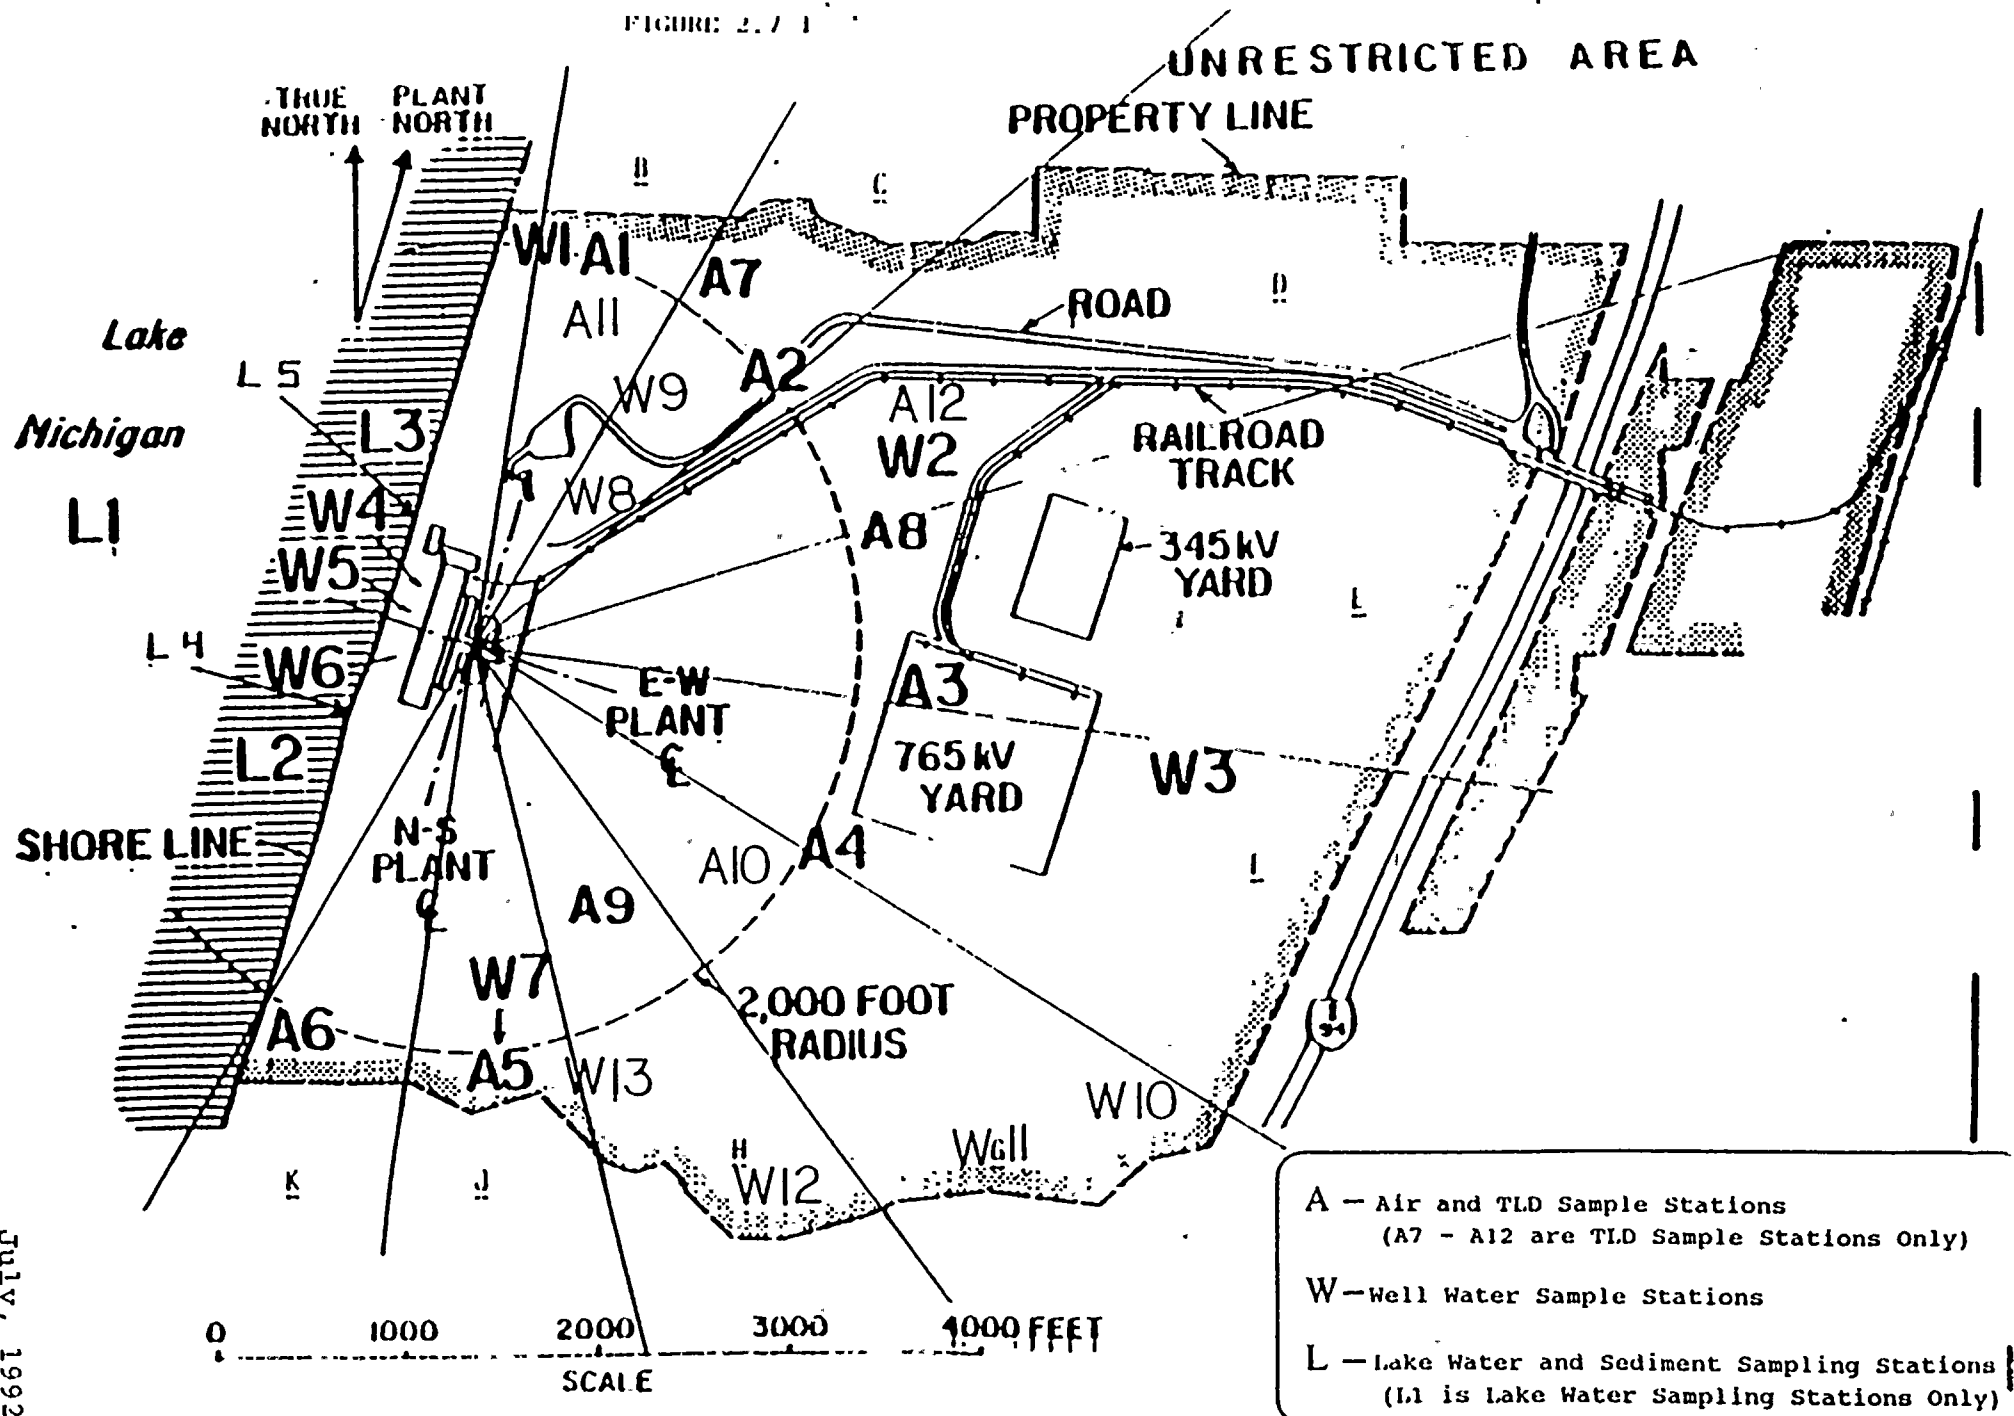 FIGURE 2.7 1
UNRESTRICTED AREA
TRUE NORTH
PLANT NORTH
PROPERTY LINE
B
C
W1 A1
A7
D
A11
ROAD
Lake
Michigan
L5
A2
W9
A12
L3
W2
RAILROAD
TRACK
W4
W8
L1
A8
345kV
YARD
W5
L4
W6
E-W
PLANT
A3
L2
765kV
YARD
W3
SHORE LINE
N-S
PLANT
A10
A4
A9
W7
2,000 FOOT
RADIUS
A6
A5
W13
W10
H
W12
W11
G
K
J
0 1000 2000 3000 4000 FEET
SCALE
A — Air and TLD Sample Stations
(A7 - A12 are TLD Sample Stations Only)
W — Well Water Sample Stations
L — Lake Water and Sediment Sampling Stations
(L1 is Lake Water Sampling Stations Only)
July, 1992